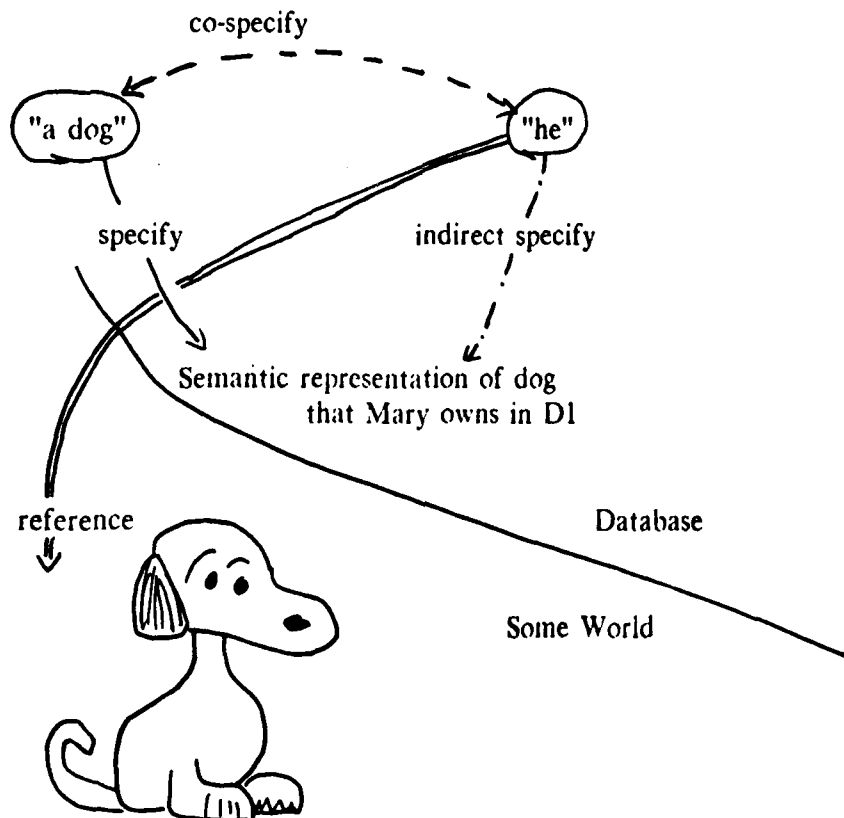 co-specify
"a dog"
"he"
specify
indirect specify
Semantic representation of dog
that Mary owns in D1
reference
Database
Some World